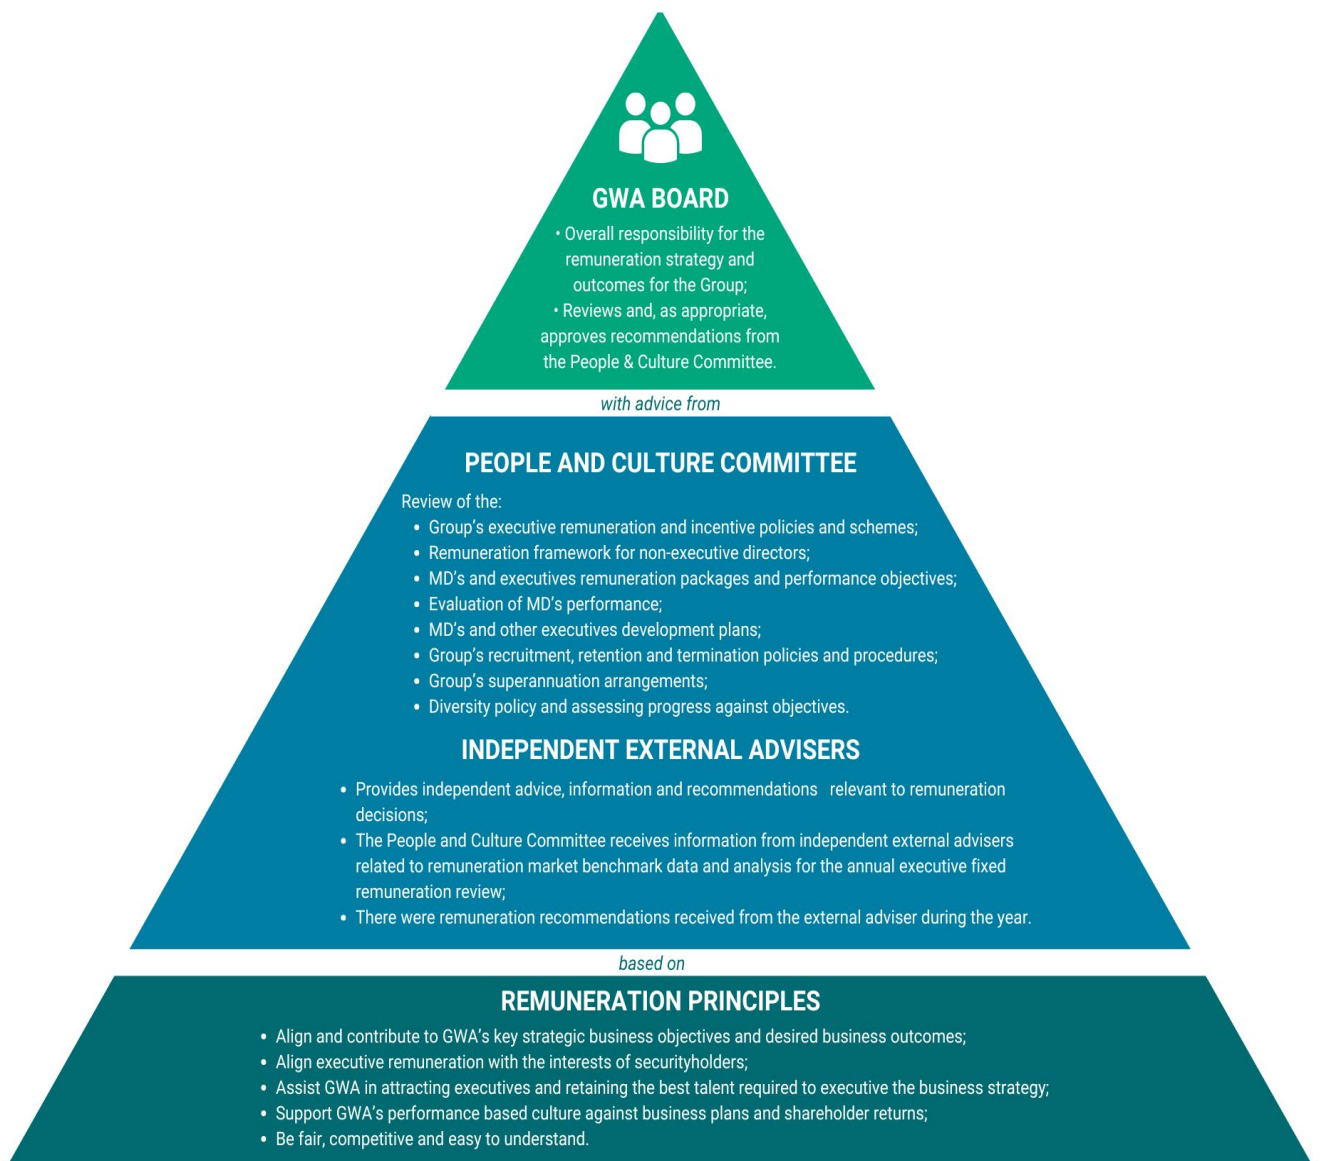 GWA BOARD
• Overall responsibility for the
remuneration strategy and
outcomes for the Group;
• Reviews and, as appropriate,
approves recommendations from
the People & Culture Committee.
with advice from
PEOPLE AND CULTURE COMMITTEE
Review of the:
• Group's executive remuneration and incentive policies and schemes;
• Remuneration framework for non-executive directors;
• MD's and executives remuneration packages and performance objectives;
• Evaluation of MD's performance;
• MD's and other executives development plans;
• Group's recruitment, retention and termination policies and procedures;
• Group's superannuation arrangements;
• Diversity policy and assessing progress against objectives.
INDEPENDENT EXTERNAL ADVISERS
• Provides independent advice, information and recommendations relevant to remuneration
decisions;
• The People and Culture Committee receives information from independent external advisers
related to remuneration market benchmark data and analysis for the annual executive fixed
remuneration review;
• There were remuneration recommendations received from the external adviser during the year.
based on
REMUNERATION PRINCIPLES
• Align and contribute to GWA's key strategic business objectives and desired business outcomes;
• Align executive remuneration with the interests of securityholders;
• Assist GWA in attracting executives and retaining the best talent required to executive the business strategy;
• Support GWA's performance based culture against business plans and shareholder returns;
• Be fair, competitive and easy to understand.